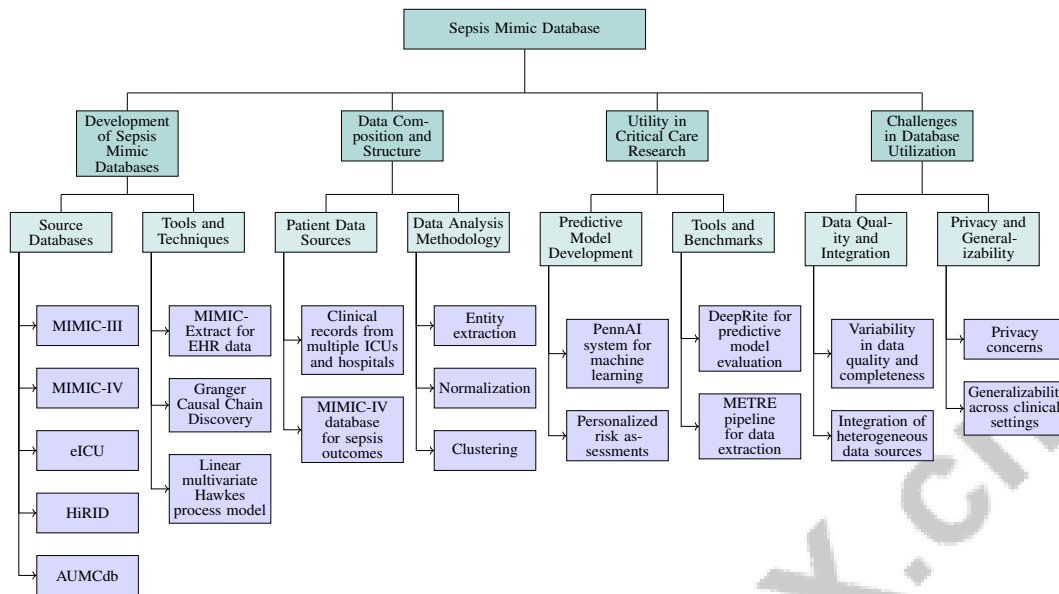 Sepsis Mimic Database
Development
of Sepsis
Mimic
Databases
Data Com-
position and
Structure
Utility in
Critical Care
Research
Challenges
in Database
Utilization
Source
Databases
Tools and
Techniques
Patient Data
Sources
Data Analysis
Methodology
Predictive
Model
Development
Tools and
Benchmarks
Data Qual-
ity and
Integration
Privacy and
General-
izability
MIMIC-III
MIMIC-IV
eICU
HiRID
AUMCdb
MIMIC-
Extract for
EHR data
Granger
Causal Chain
Discovery
Linear
multivariate
Hawkes
process model
Clinical
records from
multiple ICUs
and hospitals
MIMIC-IV
database for
sepsis
outcomes
Entity
extraction
Normalization
Clustering
PennAI
system for
machine
learning
Personalized
risk as-
sessments
DeepRite for
predictive
model
evaluation
METRE
pipeline
for data
extraction
Variability
in data
quality and
completeness
Integration of
heterogeneous
data sources
Privacy
concerns
Generalizability
across clinical
settings
x.cn